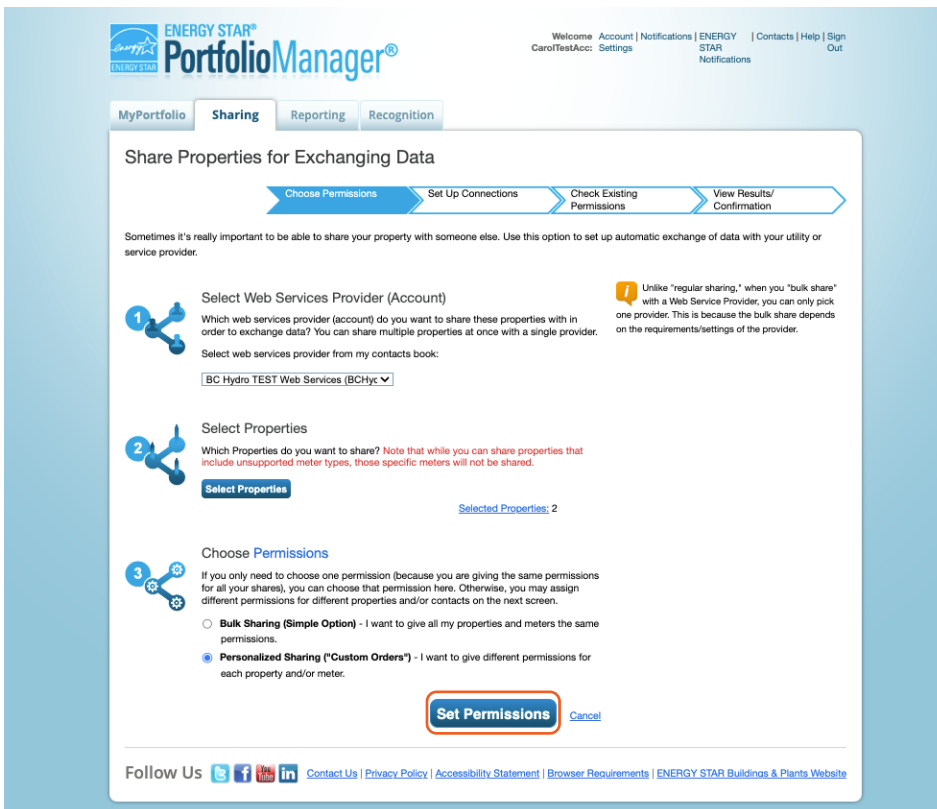 ENERGY STAR®
PortfolioManager®
energy
ENERGY STAR
Welcome CarolTestAcc:
Account Settings | Notifications | ENERGY STAR Notifications | Contacts | Help | Sign Out
MyPortfolio
Sharing
Reporting
Recognition
Share Properties for Exchanging Data
Choose Permissions
Set Up Connections
Check Existing
Permissions
View Results/
Confirmation
Sometimes it's really important to be able to share your property with someone else. Use this option to set up automatic exchange of data with your utility or
service provider.
1
Select Web Services Provider (Account)
Which web services provider (account) do you want to share these properties with in
order to exchange data? You can share multiple properties at once with a single provider.
Select web services provider from my contacts book:
BC Hydro TEST Web Services (BCHyc
i
Unlike "regular sharing," when you "bulk share"
with a Web Service Provider, you can only pick
one provider. This is because the bulk share depends
on the requirements/settings of the provider.
2
Select Properties
Which Properties do you want to share? Note that while you can share properties that
include unsupported meter types, those specific meters will not be shared.
Select Properties
Selected Properties: 2
3
Choose Permissions
If you only need to choose one permission (because you are giving the same permissions
for all your shares), you can choose that permission here. Otherwise, you may assign
different permissions for different properties and/or contacts on the next screen.
Bulk Sharing (Simple Option) - I want to give all my properties and meters the same
permissions.
Personalized Sharing ("Custom Orders") - I want to give different permissions for
each property and/or meter.
Set Permissions
Cancel
Follow Us
You
Tube
in
Contact Us | Privacy Policy | Accessibility Statement | Browser Requirements | ENERGY STAR Buildings & Plants Website